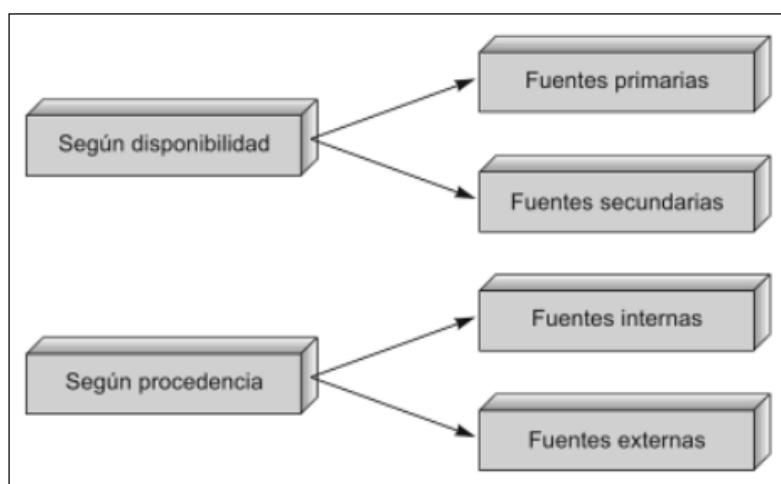 Según disponibilidad
Fuentes primarias
Fuentes secundarias
Según procedencia
Fuentes internas
Fuentes externas